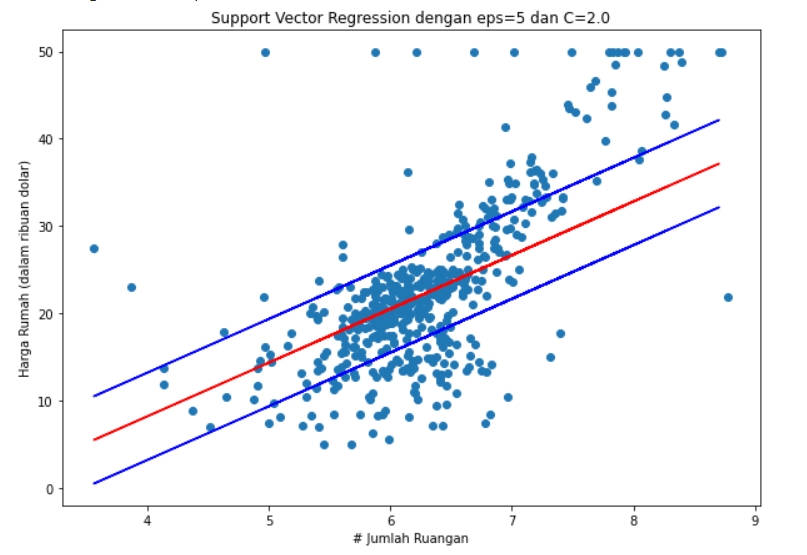 Support Vector Regression dengan eps=5 dan C=2.0
50
40
30
20
10
0
Harga Rumah (dalam ribuan dolar)
4 5 6 7 8 9
# Jumlah Ruangan